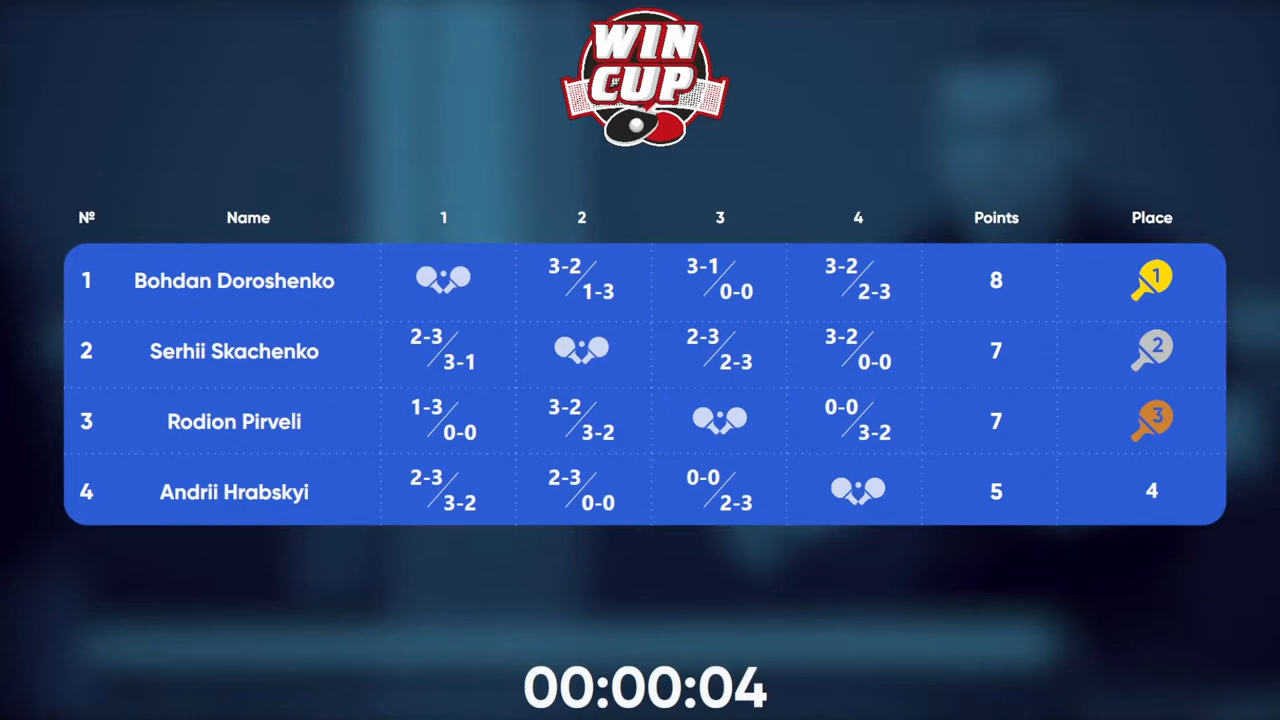 WIN
CUP
№ Name 1 2 3 4 Points Place
1 Bohdan Doroshenko 3-2/1-3 3-1/0-0 3-2/2-3 8 1
2 Serhii Skachenko 2-3/3-1 2-3/2-3 3-2/0-0 7 2
3 Rodion Pirveli 1-3/0-0 3-2/3-2 0-0/3-2 7 3
4 Andrii Hrabskyi 2-3/3-2 2-3/0-0 0-0/2-3 5 4
00:00:04